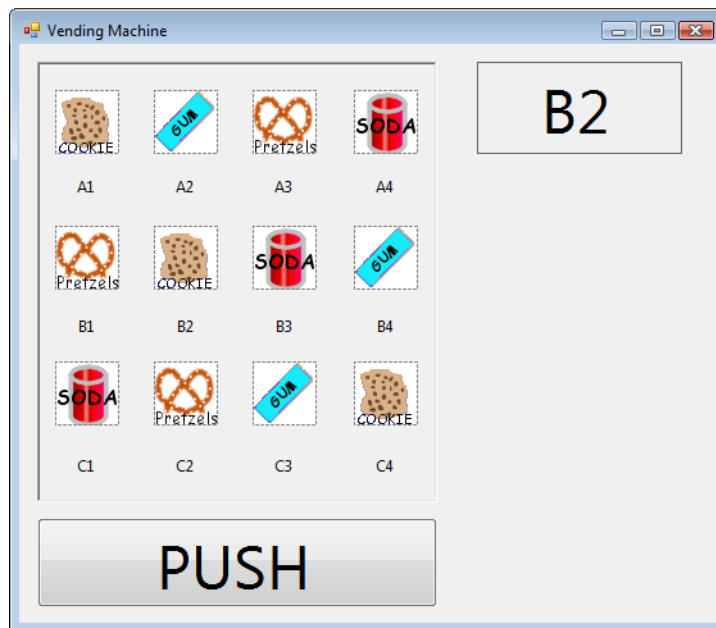 Vending Machine
B2
COOKIE GUM Pretzels SODA
A1 A2 A3 A4
Pretzels COOKIE SODA GUM
B1 B2 B3 B4
SODA Pretzels GUM COOKIE
C1 C2 C3 C4
PUSH